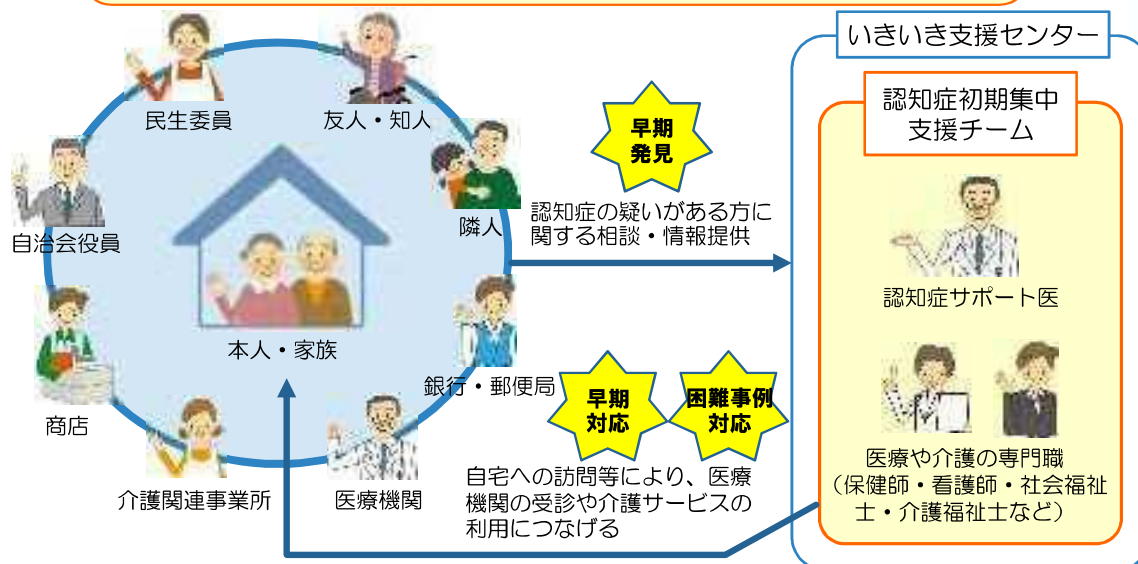 いきいき支援センター
認知症初期集中
支援チーム
民生委員
友人・知人
早期
発見
隣人
認知症の疑いがある方に
関する相談・情報提供
自治会役員
認知症サポート医
本人・家族
銀行・郵便局
早期
対応
困難事例
対応
商店
介護関連事業所
医療機関
自宅への訪問等により、医療
機関の受診や介護サービスの
利用につなげる
医療や介護の専門職
（保健師・看護師・社会福祉
士・介護福祉士など）